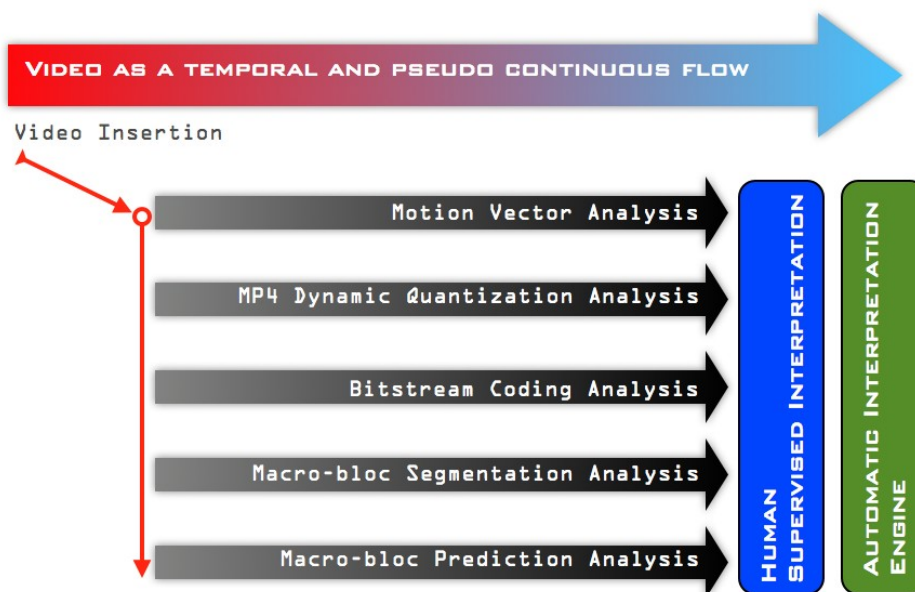 VIDEO AS A TEMPORAL AND PSEUDO CONTINUOUS FLOW
Video Insertion
Motion Vector Analysis
MP4 Dynamic Quantization Analysis
Bitstream Coding Analysis
Macro-bloc Segmentation Analysis
Macro-bloc Prediction Analysis
HUMAN
SUPERVISED INTERPRETATION
AUTOMATIC INTERPRETATION
ENGINE